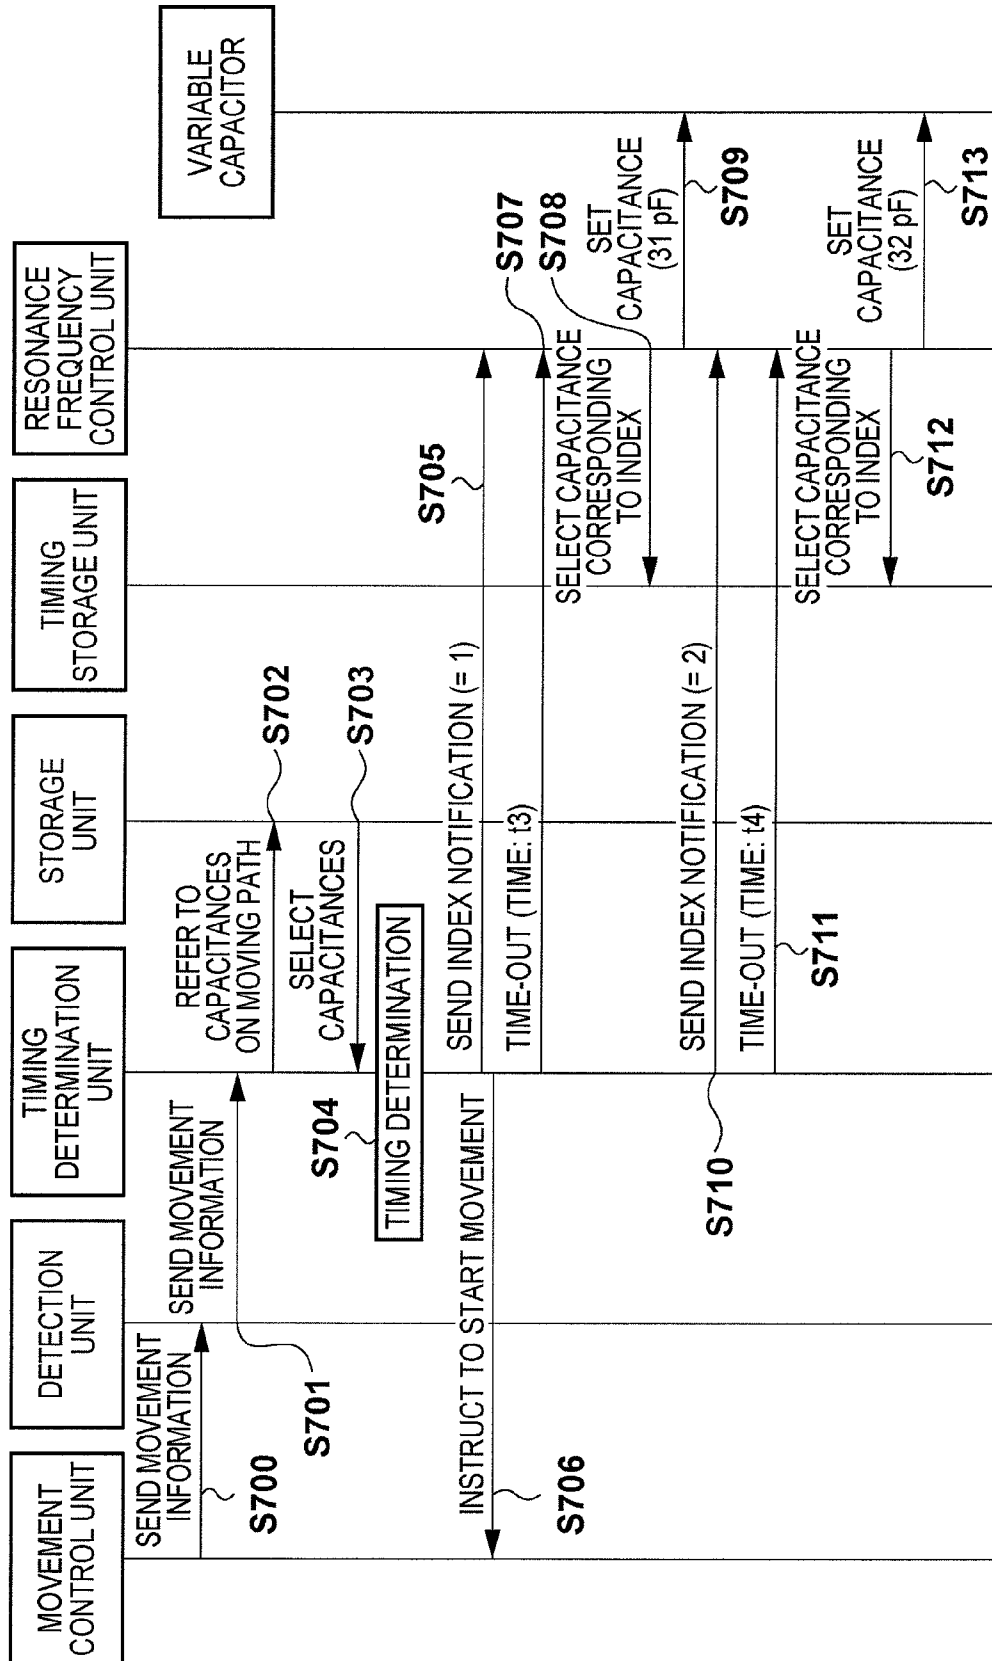 MOVEMENT
CONTROL UNIT
DETECTION
UNIT
TIMING
DETERMINATION
UNIT
STORAGE
UNIT
TIMING
STORAGE UNIT
RESONANCE
FREQUENCY
CONTROL UNIT
VARIABLE
CAPACITOR
SEND MOVEMENT
INFORMATION
S700
SEND MOVEMENT
INFORMATION
S701
REFER TO
CAPACITANCES
ON MOVING PATH
S702
SELECT
CAPACITANCES
S703
S704
TIMING DETERMINATION
SEND INDEX NOTIFICATION (= 1)
S705
INSTRUCT TO START MOVEMENT
S706
TIME-OUT (TIME: t3)
S707
SELECT CAPACITANCE
CORRESPONDING
TO INDEX
S708
SET
CAPACITANCE
(31 pF)
S709
SEND INDEX NOTIFICATION (= 2)
S710
TIME-OUT (TIME: t4)
S711
SELECT CAPACITANCE
CORRESPONDING
TO INDEX
S712
SET
CAPACITANCE
(32 pF)
S713